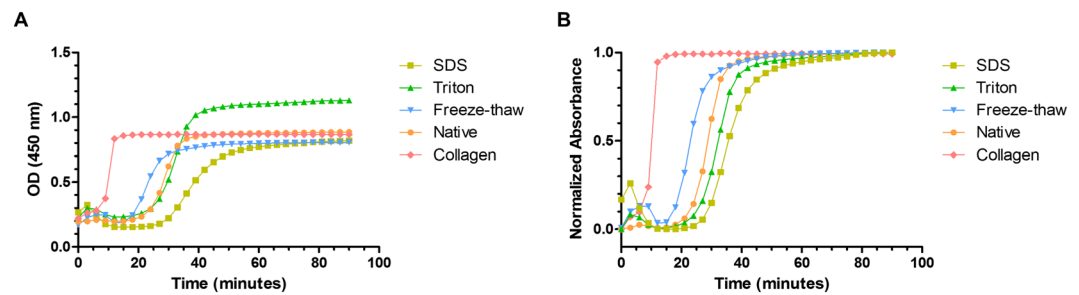 A
OD (450 nm)
1.5
1.0
0.5
0.0
0 20 40 60 80 100
Time (minutes)
SDS
Triton
Freeze-thaw
Native
Collagen
B
Normalized Absorbance
1.0
0.5
0.0
0 20 40 60 80 100
Time (minutes)
SDS
Triton
Freeze-thaw
Native
Collagen